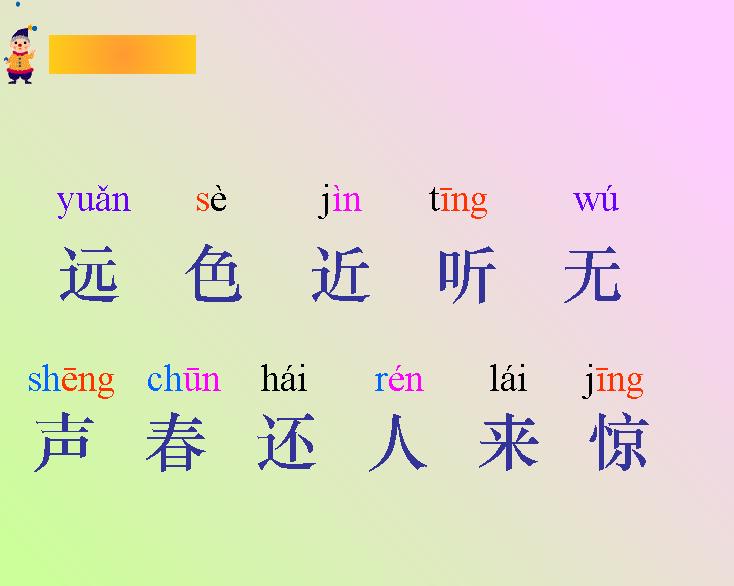 yuǎn sè jìn tīng wú
远 色 近 听 无
shēng chūn hái rén lái jīng
声 春 还 人 来 惊